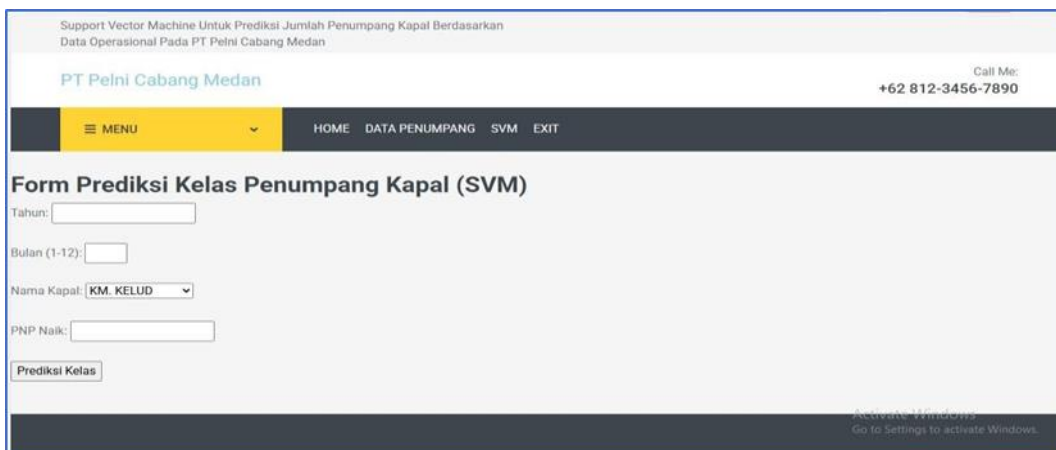 Support Vector Machine Untuk Prediksi Jumlah Penumpang Kapal Berdasarkan
Data Operasional Pada PT Pelni Cabang Medan
PT Pelni Cabang Medan
Call Me:
+62 812-3456-7890
MENU
HOME DATA PENUMPANG SVM EXIT
Form Prediksi Kelas Penumpang Kapal (SVM)
Tahun:
Bulan (1-12):
Nama Kapal: KM. KELUD
PNP Naik:
Prediksi Kelas
Activate Windows
Go to Settings to activate Windows.